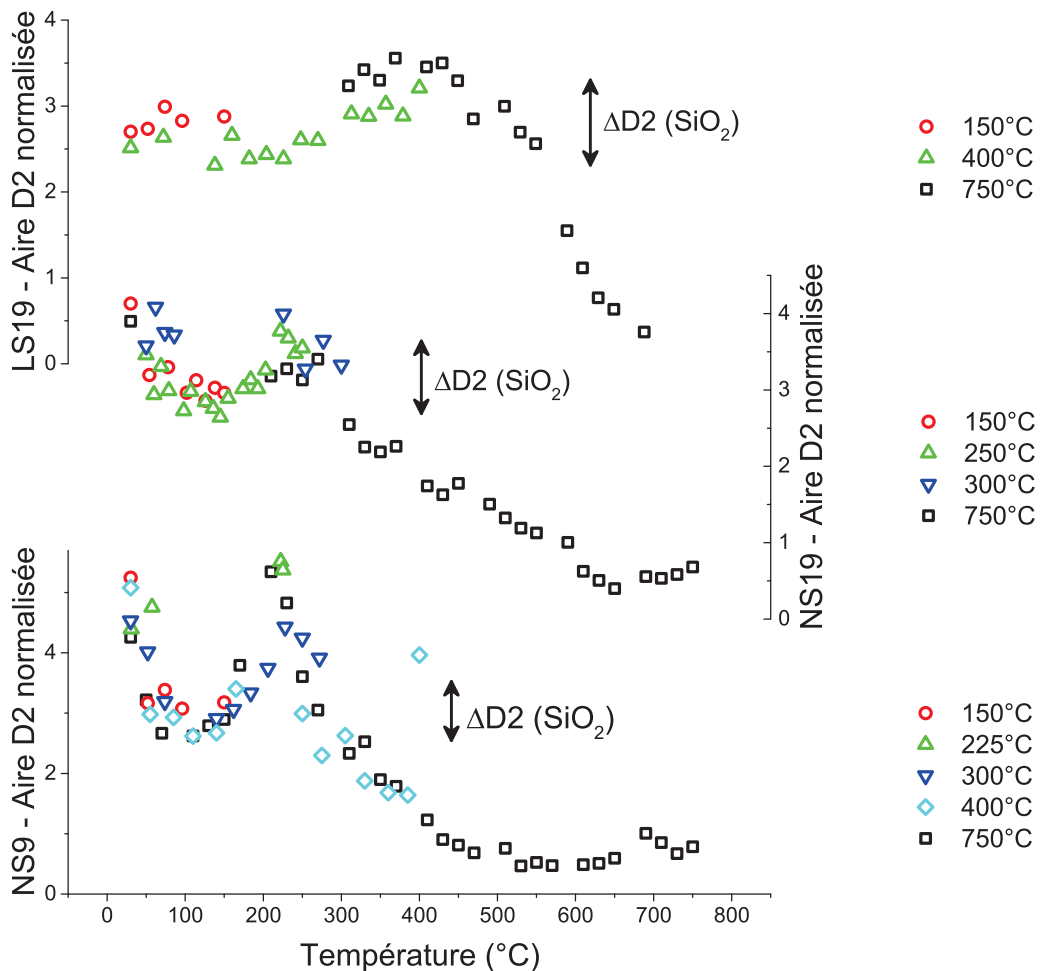 4
3
2
1
0
LS19 - Aire D2 normalisée
ΔD2 (SiO₂)
150°C
400°C
750°C
4
3
2
1
0
NS19 - Aire D2 normalisée
ΔD2 (SiO₂)
150°C
250°C
300°C
750°C
4
2
0
NS9 - Aire D2 normalisée
ΔD2 (SiO₂)
150°C
225°C
300°C
400°C
750°C
0 100 200 300 400 500 600 700 800
Température (°C)